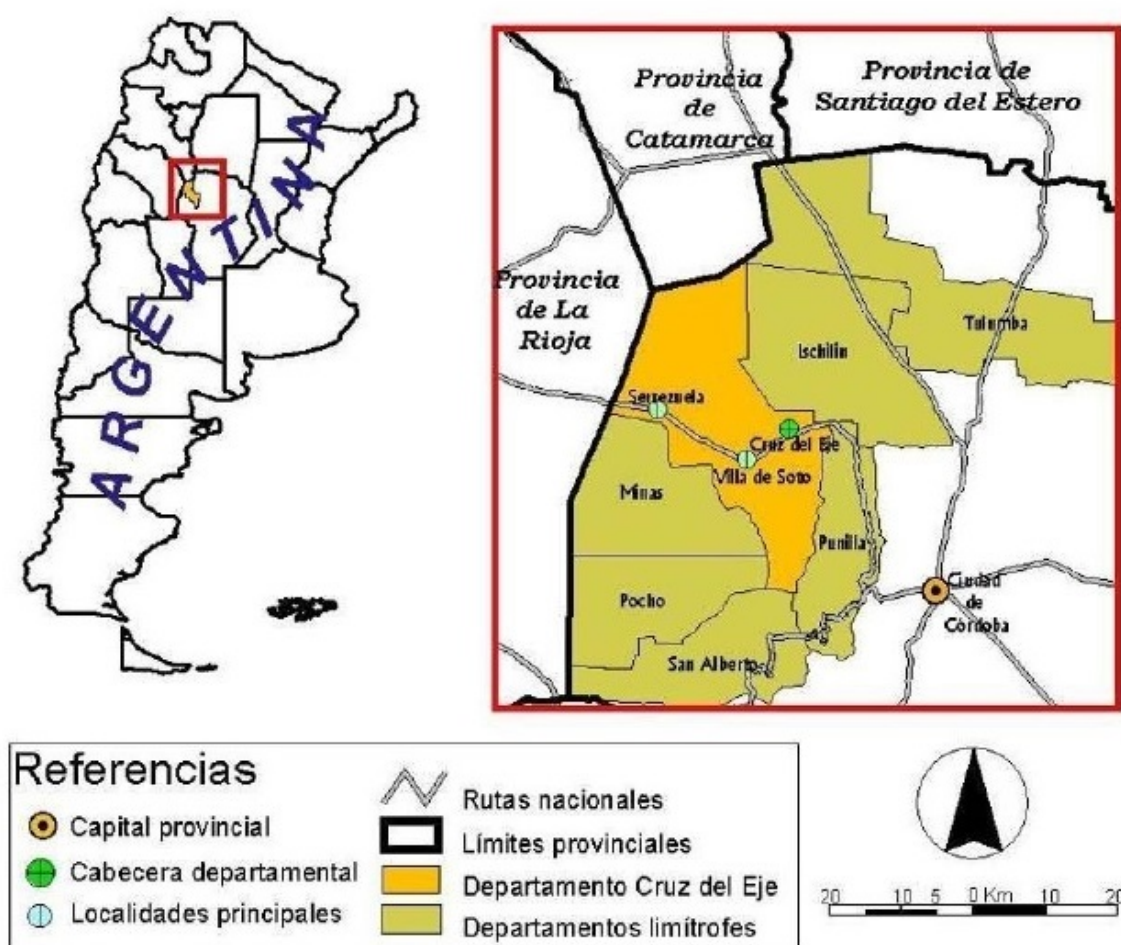 ARGENTINA
Provincia
de
Catamarca
Provincia de
Santiago del Estero
Provincia
de La
Rioja
Tulumba
Ischilín
Serrezuela
Cruz del Eje
Villa de Soto
Minas
Punilla
Pocho
Ciudad
de
Córdoba
San Alberto
Referencias
Capital provincial
Cabecera departamental
Localidades principales
Rutas nacionales
Límites provinciales
Departamento Cruz del Eje
Departamentos limítrofes
20 10 5 0 Km 10 20